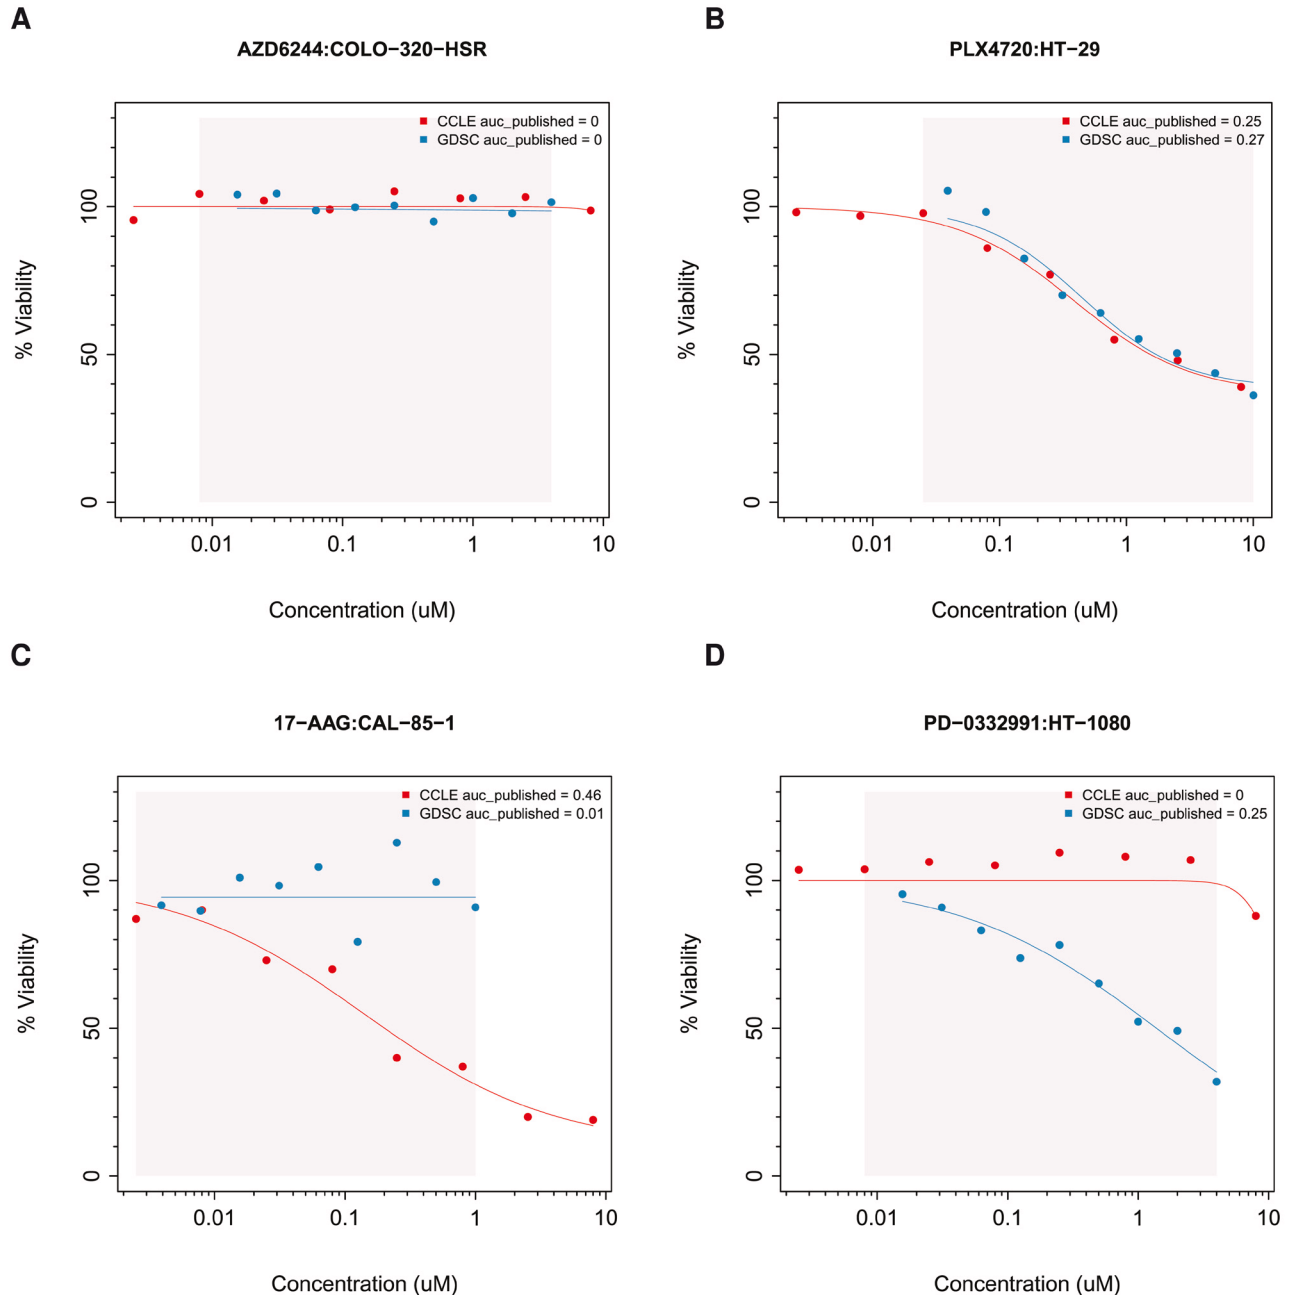 A
AZD6244:COLO−320−HSR
CCLE auc_published = 0
GDSC auc_published = 0
% Viability
100
50
0
0.01 0.1 1 10
Concentration (uM)
B
PLX4720:HT−29
CCLE auc_published = 0.25
GDSC auc_published = 0.27
% Viability
100
50
0
0.01 0.1 1 10
Concentration (uM)
C
17−AAG:CAL−85−1
CCLE auc_published = 0.46
GDSC auc_published = 0.01
% Viability
100
50
0
0.01 0.1 1 10
Concentration (uM)
D
PD−0332991:HT−1080
CCLE auc_published = 0
GDSC auc_published = 0.25
% Viability
100
50
0
0.01 0.1 1 10
Concentration (uM)